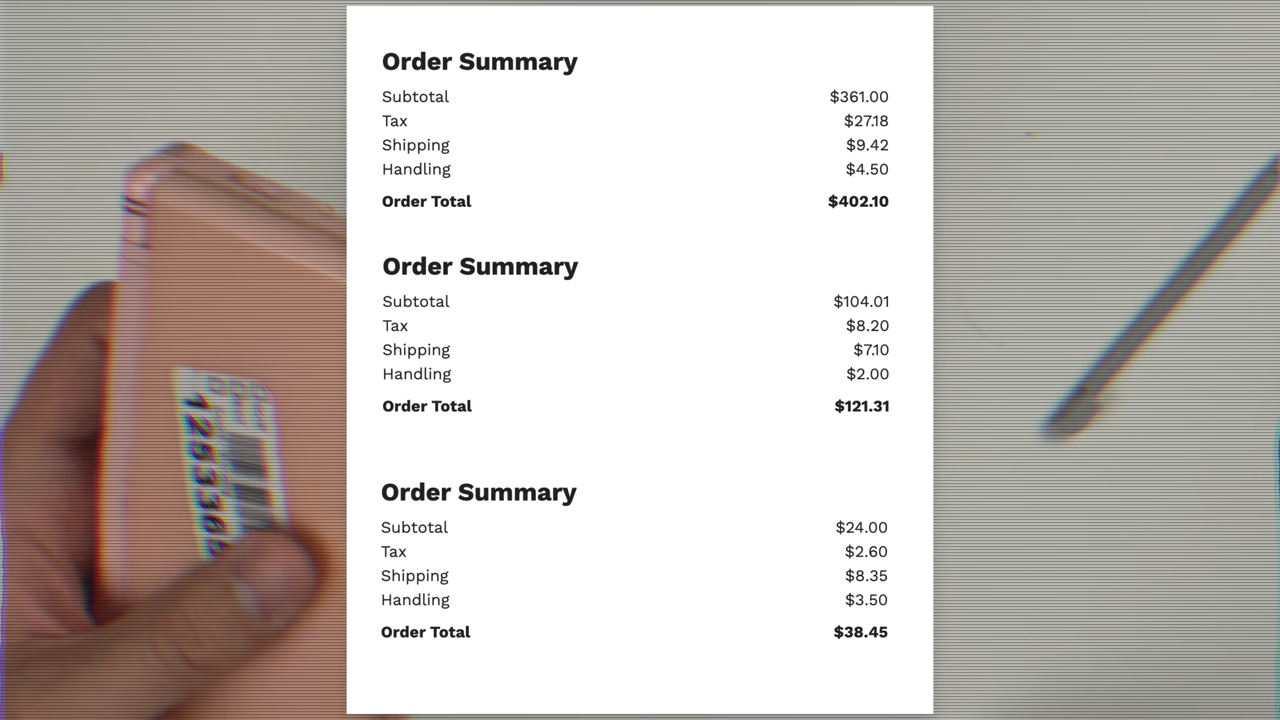 Order Summary
Subtotal $361.00
Tax $27.18
Shipping $9.42
Handling $4.50
Order Total $402.10
Order Summary
Subtotal $104.01
Tax $8.20
Shipping $7.10
Handling $2.00
Order Total $121.31
Order Summary
Subtotal $24.00
Tax $2.60
Shipping $8.35
Handling $3.50
Order Total $38.45